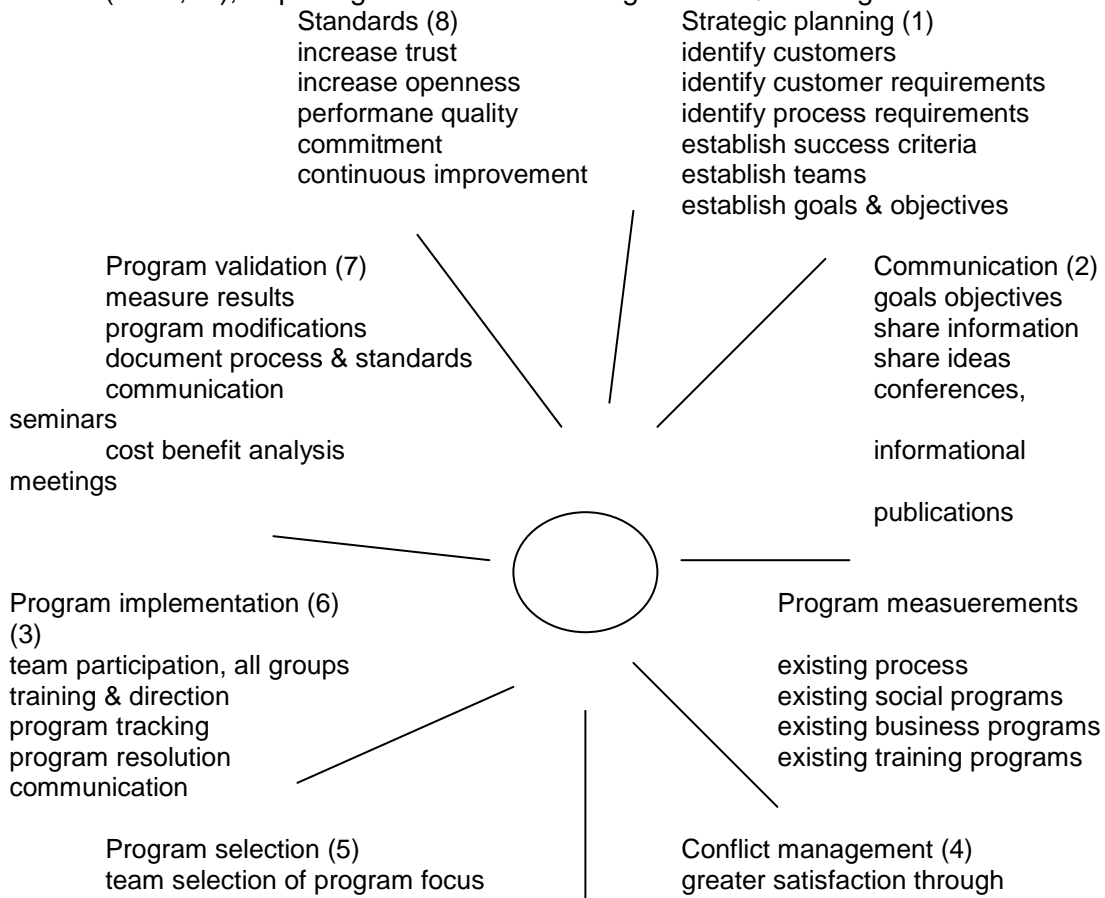 Standards (8)
increase trust
increase openness
performane quality
commitment
continuous improvement
Strategic planning (1)
identify customers
identify customer requirements
identify process requirements
establish success criteria
establish teams
establish goals & objectives
Program validation (7)
measure results
program modifications
document process & standards
communication
seminars
cost benefit analysis
meetings
Communication (2)
goals objectives
share information
share ideas
conferences,
informational
publications
Program implementation (6)
(3)
team participation, all groups
training & direction
program tracking
program resolution
communication
Program measuerements
existing process
existing social programs
existing business programs
existing training programs
Program selection (5)
team selection of program focus
Conflict management (4)
greater satisfaction through